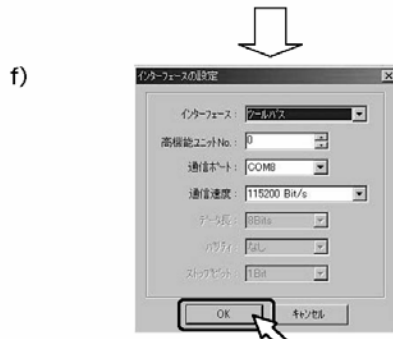 f)
インターフェースの設定
インターフェース : ツールバス
高機能ユニットNo. : 0
通信ポート : COM8
通信速度 : 115200 Bit/s
データ長 : 8Bits
パリティ : なし
ストップビット : 1Bit
OK キャンセル